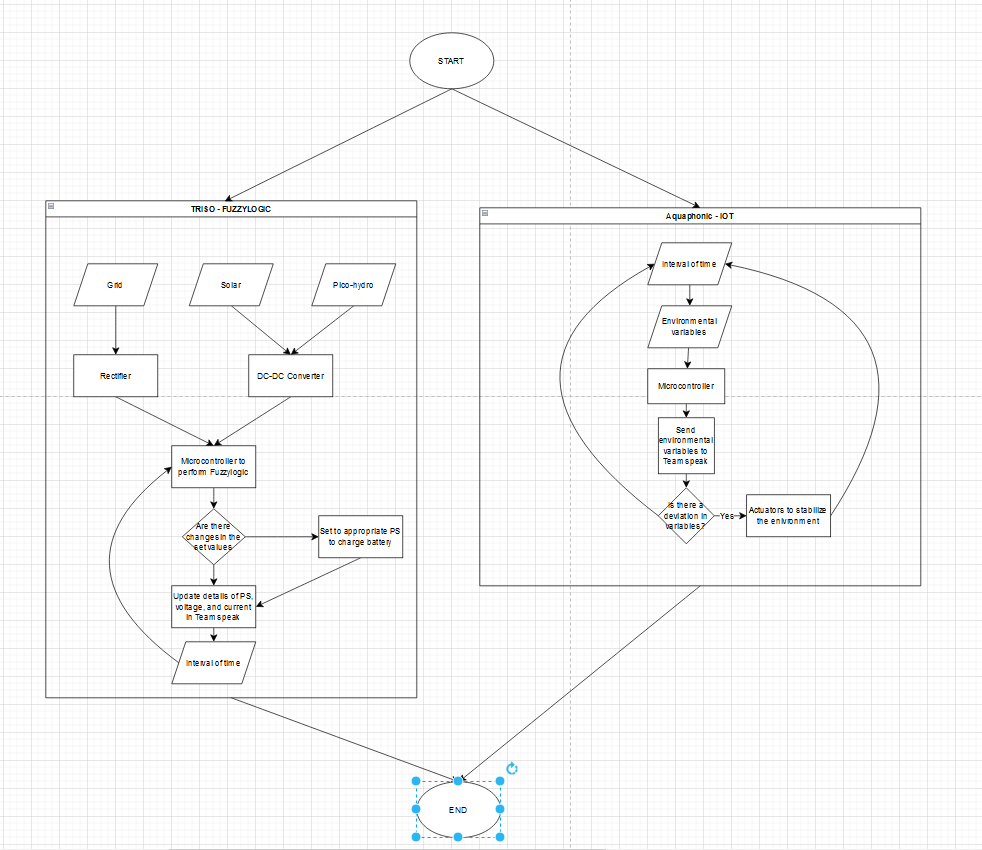 START
TRISO - FUZZYLOGIC
Grid
Solar
Pico-hydro
Rectifier
DC-DC Converter
Microcontroller to
perform Fuzzylogic
Are there
changes in the
set values
Set to appropriate PS
to charge battery
Update details of PS,
voltage, and current
in Teamspeak
Interval of time
Aquaphonic - IOT
Interval of time
Environmental
variables
Microcontroller
Send
environmental
variables to
Teamspeak
Is there a
deviation in
variables?
Yes
Actuators to stabilize
the enivronment
END